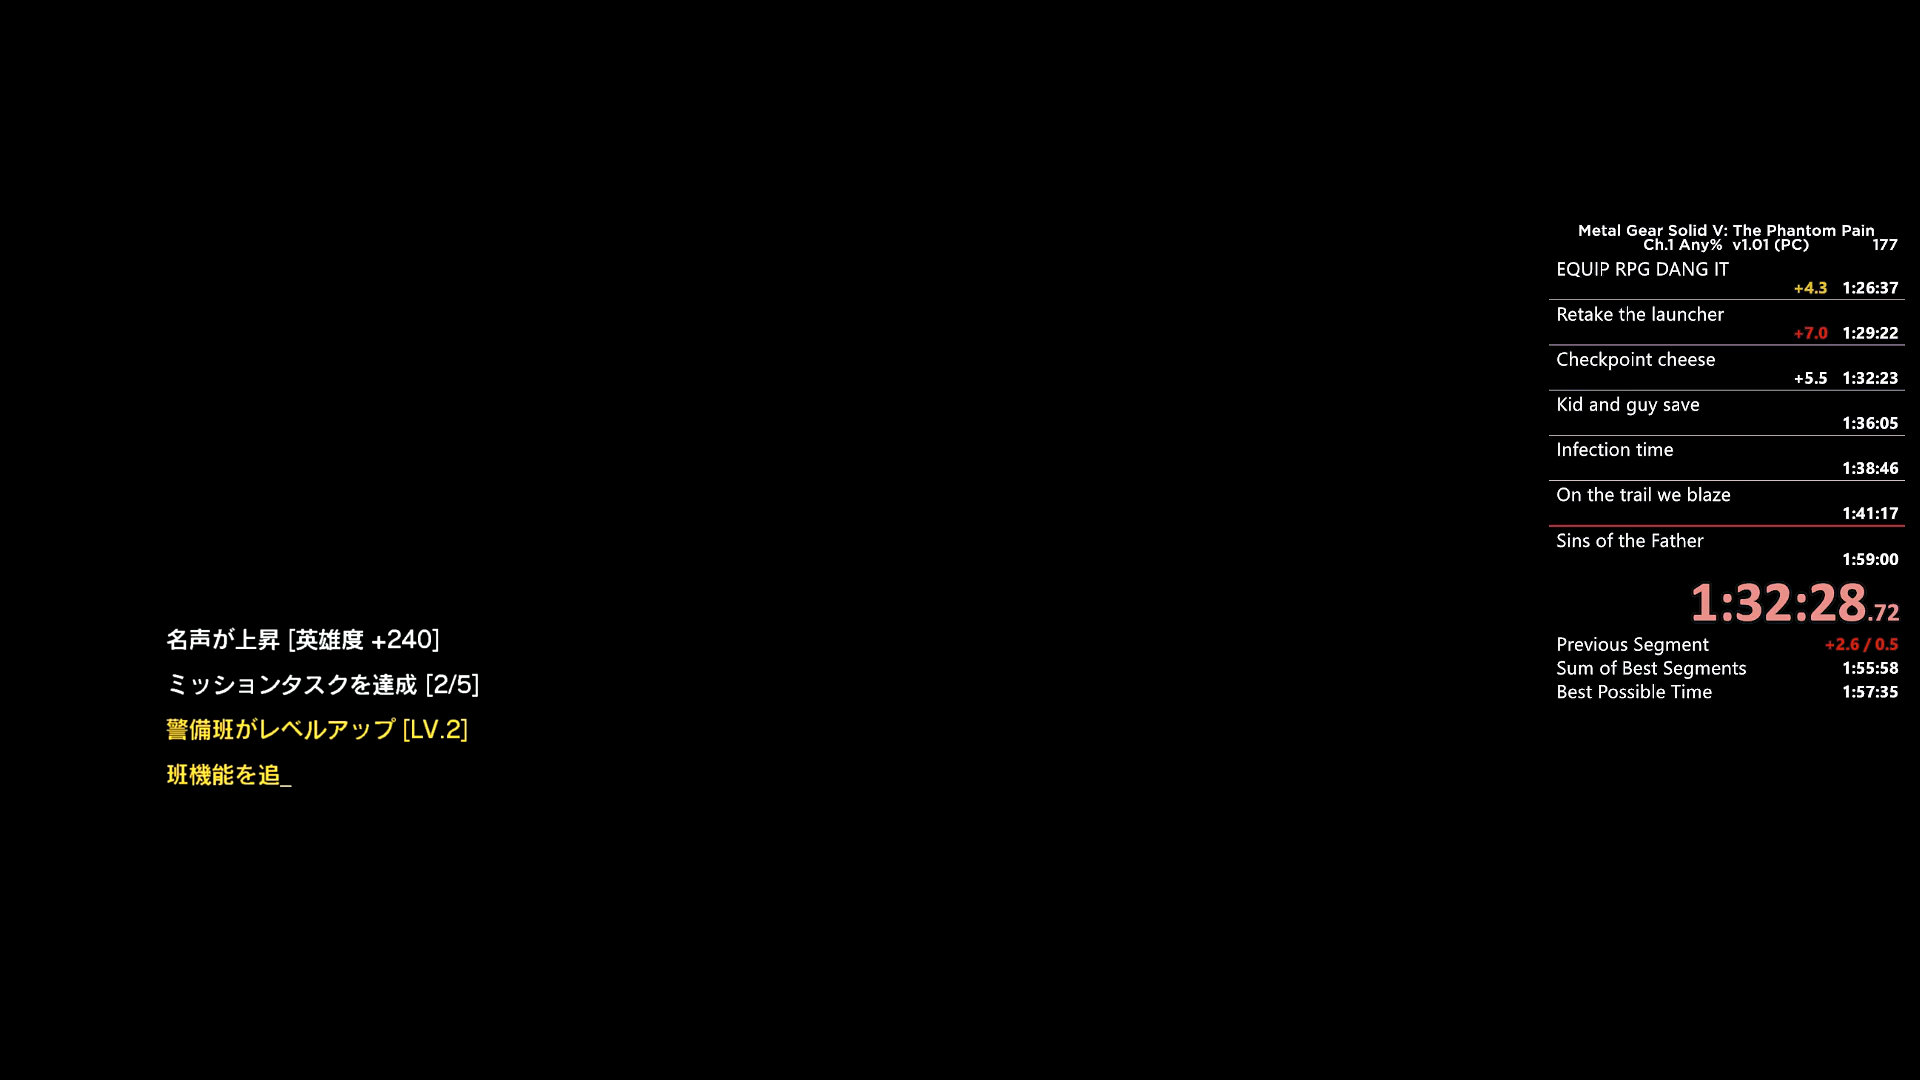 名声が上昇 [英雄度 +240]
ミッションタスクを達成 [2/5]
警備班がレベルアップ [LV.2]
班機能を追_
Metal Gear Solid V: The Phantom Pain
Ch.1 Any% v1.01 (PC) 177
EQUIP RPG DANG IT
+4.3 1:26:37
Retake the launcher
+7.0 1:29:22
Checkpoint cheese
+5.5 1:32:23
Kid and guy save
1:36:05
Infection time
1:38:46
On the trail we blaze
1:41:17
Sins of the Father
1:59:00
1:32:28.72
Previous Segment +2.6 / 0.5
Sum of Best Segments 1:55:58
Best Possible Time 1:57:35